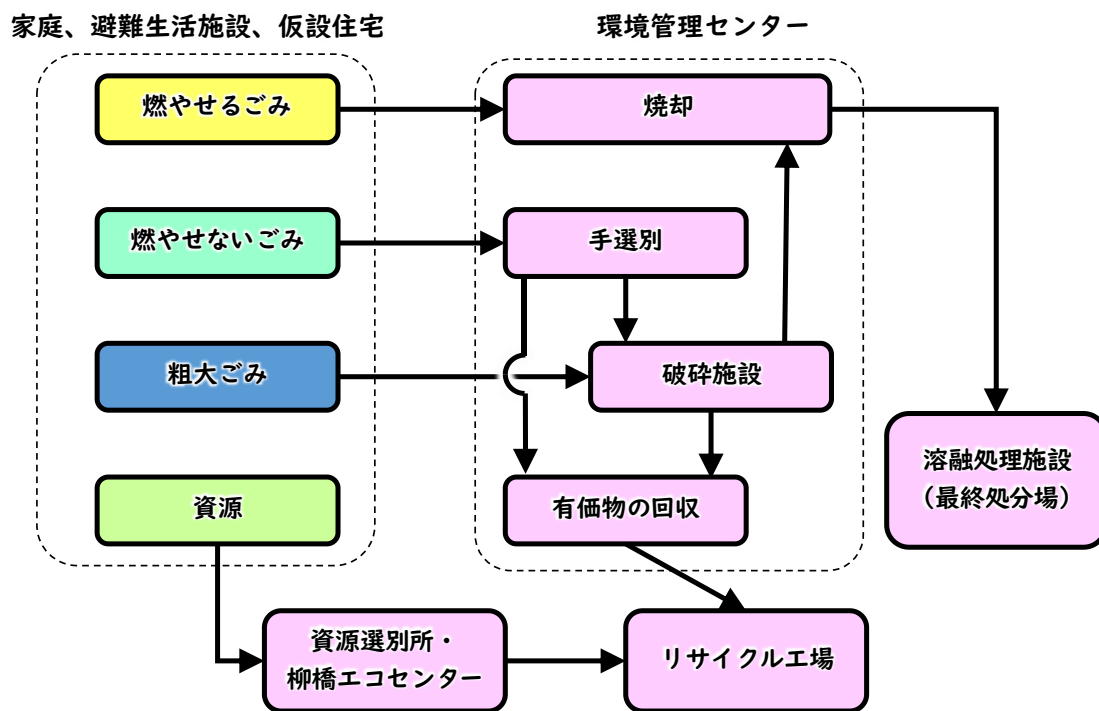 家庭、避難生活施設、仮設住宅
環境管理センター
燃やせるごみ
焼却
燃やせないごみ
手選別
粗大ごみ
破砕施設
溶融処理施設
（最終処分場）
資源
有価物の回収
資源選別所・
柳橋エコセンター
リサイクル工場